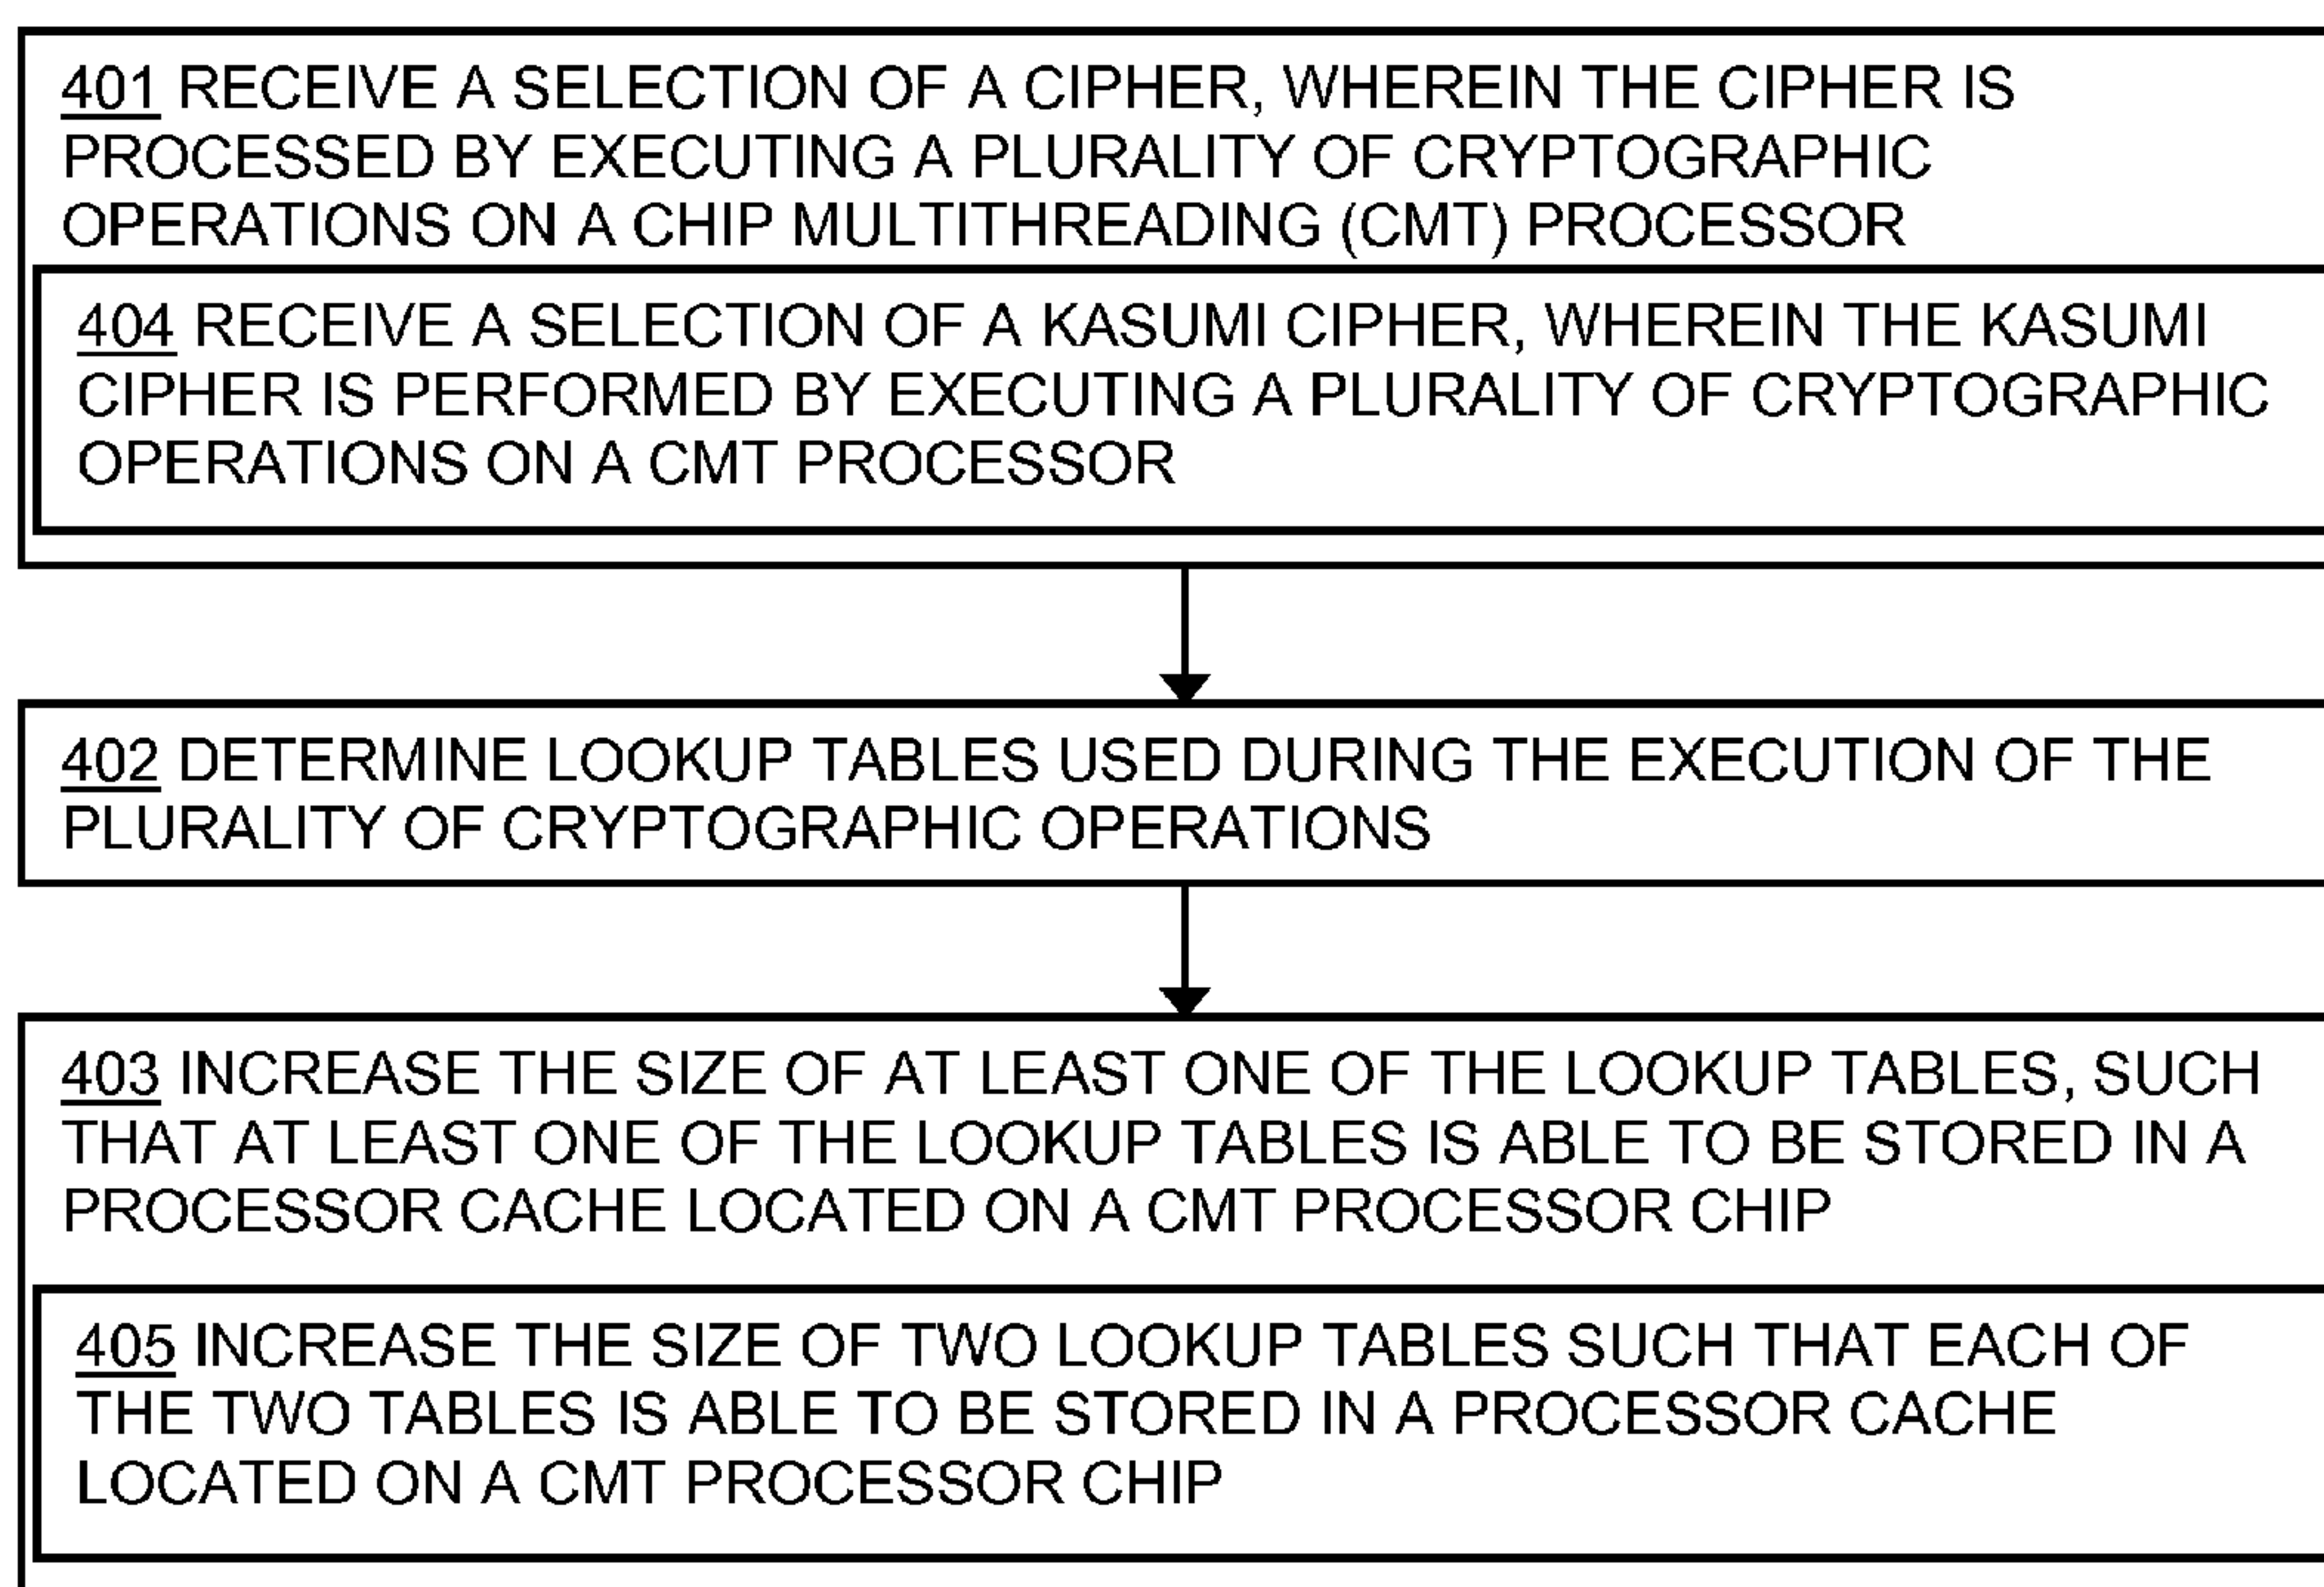 401 RECEIVE A SELECTION OF A CIPHER, WHEREIN THE CIPHER IS
PROCESSED BY EXECUTING A PLURALITY OF CRYPTOGRAPHIC
OPERATIONS ON A CHIP MULTITHREADING (CMT) PROCESSOR
404 RECEIVE A SELECTION OF A KASUMI CIPHER, WHEREIN THE KASUMI
CIPHER IS PERFORMED BY EXECUTING A PLURALITY OF CRYPTOGRAPHIC
OPERATIONS ON A CMT PROCESSOR
402 DETERMINE LOOKUP TABLES USED DURING THE EXECUTION OF THE
PLURALITY OF CRYPTOGRAPHIC OPERATIONS
403 INCREASE THE SIZE OF AT LEAST ONE OF THE LOOKUP TABLES, SUCH
THAT AT LEAST ONE OF THE LOOKUP TABLES IS ABLE TO BE STORED IN A
PROCESSOR CACHE LOCATED ON A CMT PROCESSOR CHIP
405 INCREASE THE SIZE OF TWO LOOKUP TABLES SUCH THAT EACH OF
THE TWO TABLES IS ABLE TO BE STORED IN A PROCESSOR CACHE
LOCATED ON A CMT PROCESSOR CHIP